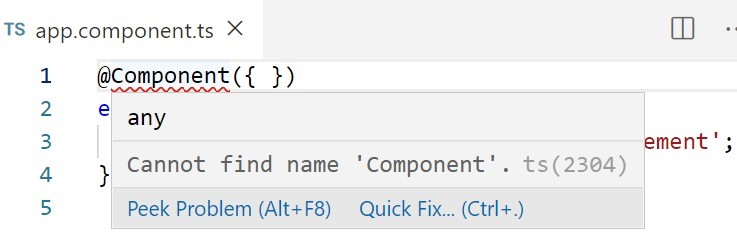 TS app.component.ts ×
1 @Component({ })
2 e
any
3 ement';
Cannot find name 'Component'. ts(2304)
4 }
Peek Problem (Alt+F8) Quick Fix... (Ctrl+.)
5